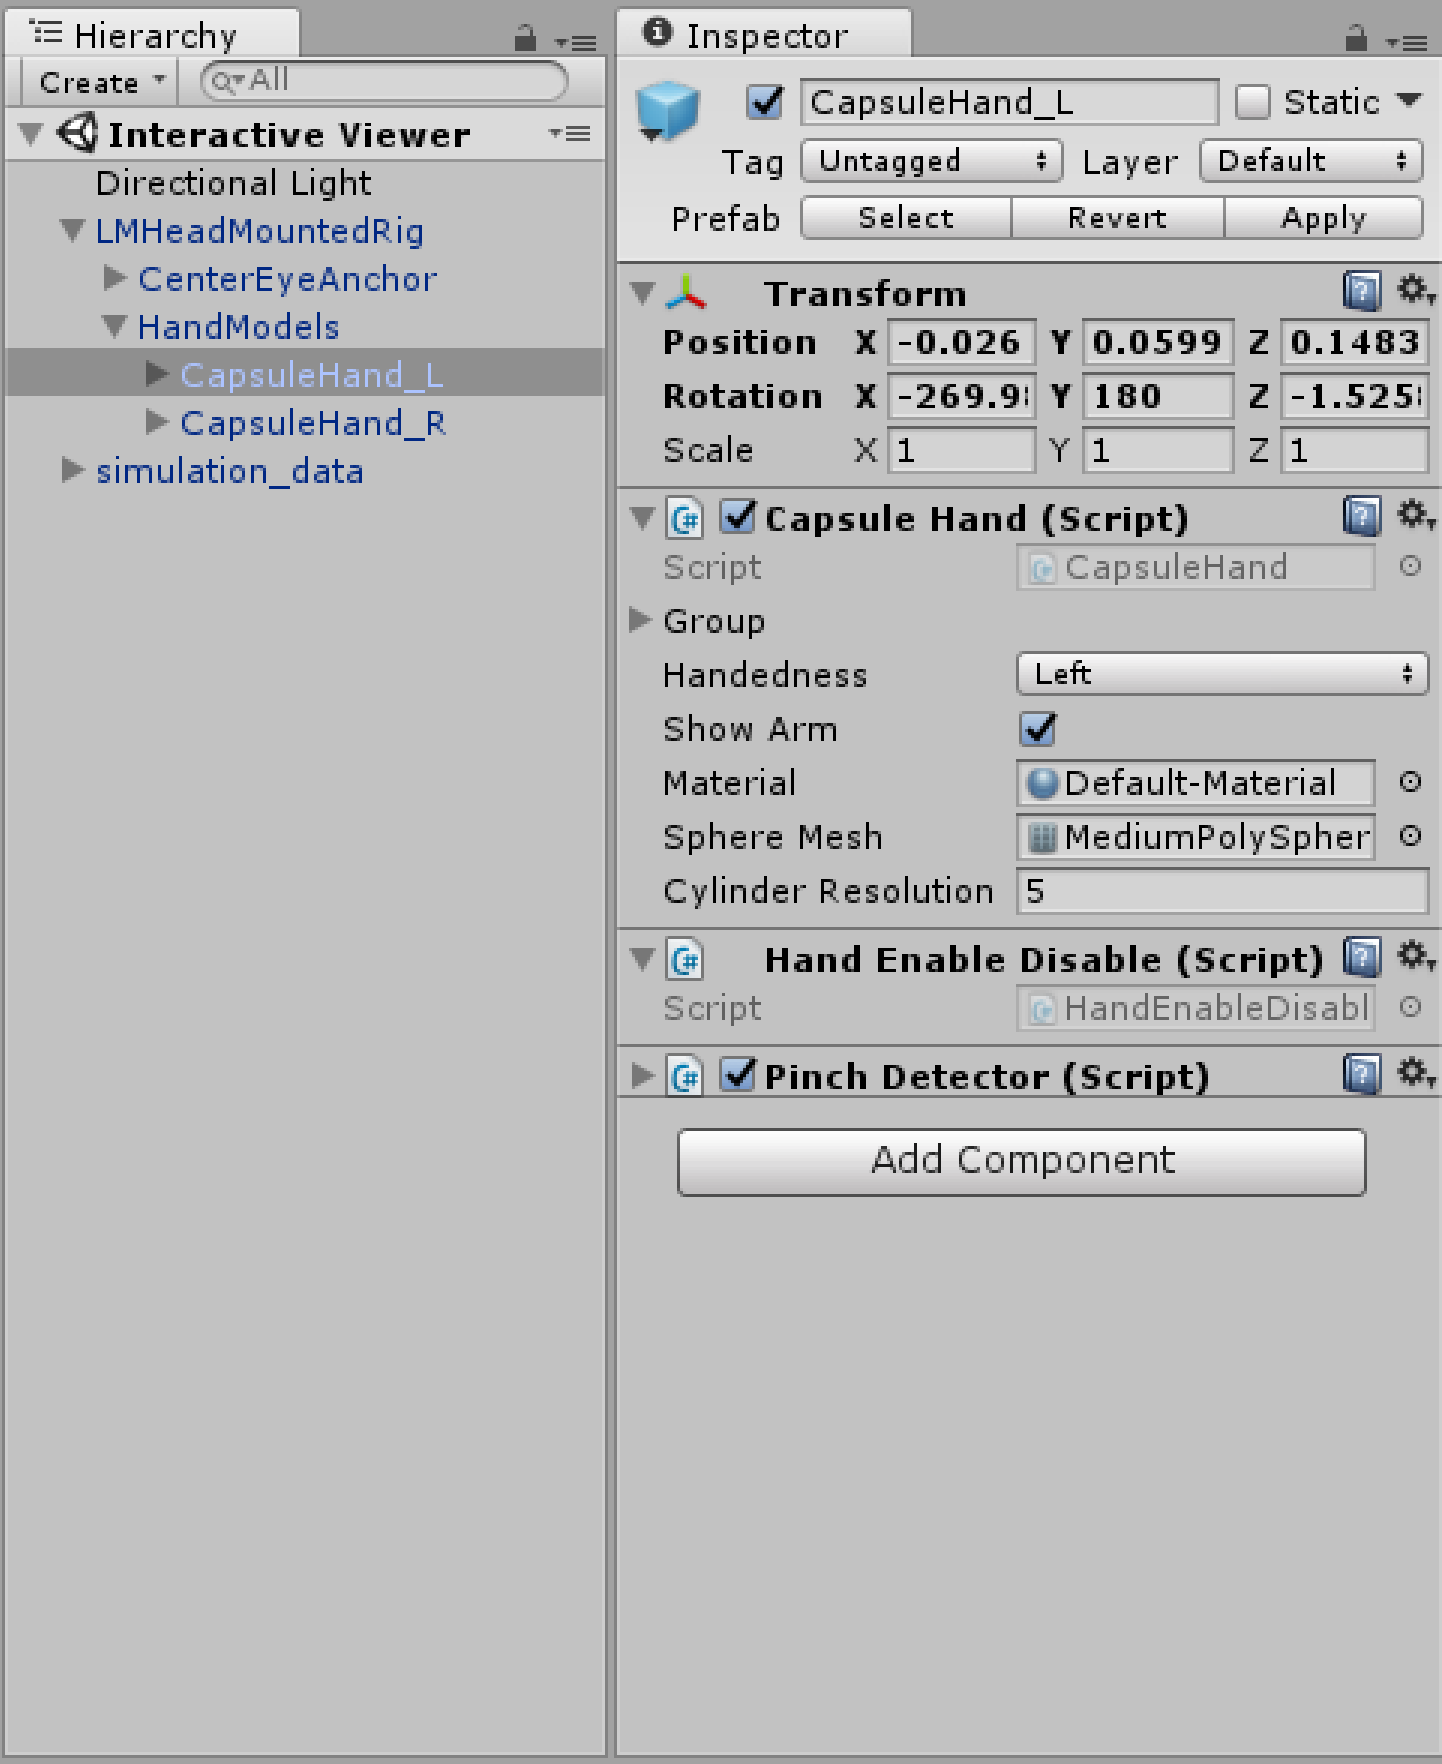 Hierarchy
Create All
Interactive Viewer
Directional Light
LMHeadMountedRig
CenterEyeAnchor
HandModels
CapsuleHand_L
CapsuleHand_R
simulation_data
Inspector
CapsuleHand_L Static
Tag Untagged Layer Default
Prefab Select Revert Apply
Transform
Position X -0.026 Y 0.0599 Z 0.1483
Rotation X -269.9 Y 180 Z -1.525
Scale X 1 Y 1 Z 1
C# Capsule Hand (Script)
Script CapsuleHand
Group
Handedness Left
Show Arm
Material Default-Material
Sphere Mesh MediumPolySpher
Cylinder Resolution 5
C# Hand Enable Disable (Script)
Script HandEnableDisabl
C# Pinch Detector (Script)
Add Component